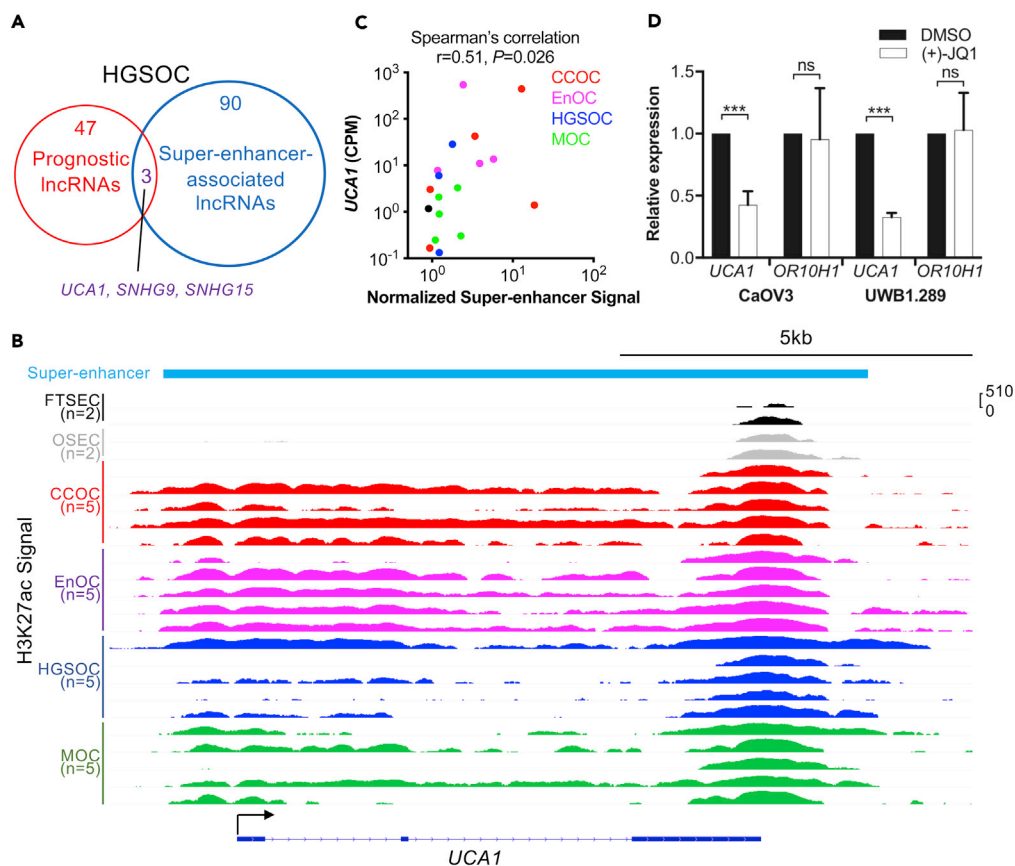 A
HGSOC
47
Prognostic
lncRNAs
3
90
Super-enhancer-
associated
lncRNAs
UCA1, SNHG9, SNHG15
C
Spearman's correlation
r=0.51, P=0.026
CCOC
EnOC
HGSOC
MOC
UCA1 (CPM)
10³
10²
10¹
10⁰
10⁻¹
10⁰ 10¹ 10²
Normalized Super-enhancer Signal
D
DMSO
(+)-JQ1
Relative expression
1.5
1.0
0.5
0.0
*** ns *** ns
UCA1 OR10H1 UCA1 OR10H1
CaOV3 UWB1.289
B
5kb
Super-enhancer
510
0
H3K27ac Signal
FTSEC
(n=2)
OSEC
(n=2)
CCOC
(n=5)
EnOC
(n=5)
HGSOC
(n=5)
MOC
(n=5)
UCA1